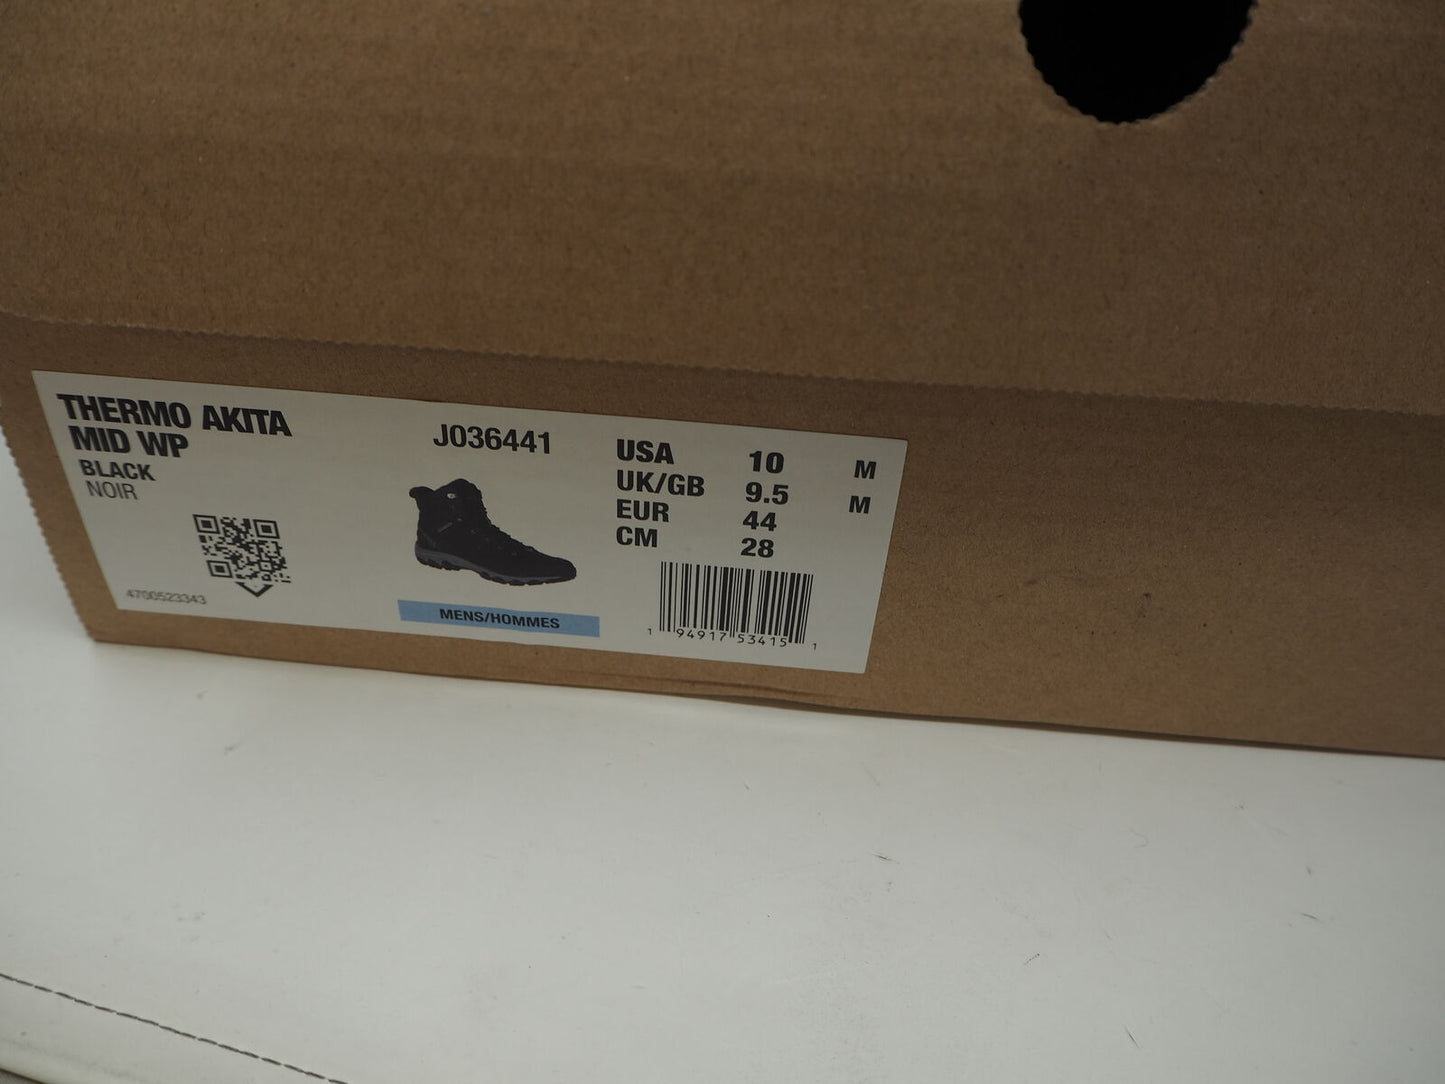 THERMO AKITA
MID WP
BLACK
NOIR
4700523343
J036441
MENS/HOMMES
USA 10 M
UK/GB 9.5 M
EUR 44
CM 28
1 94917 53415 1